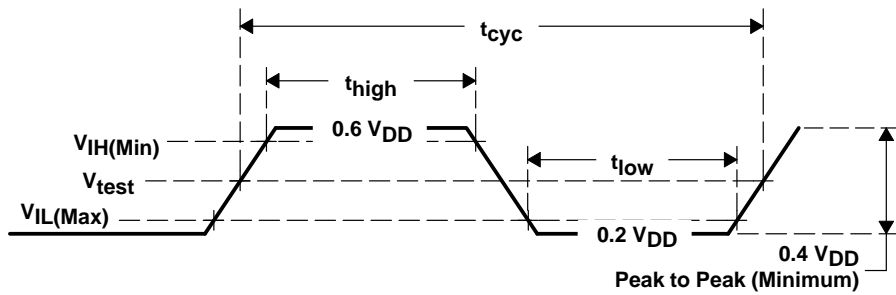 tcyc
thigh
0.6 VDD
VIH(Min)
tlow
Vtest
VIL(Max)
0.2 VDD
0.4 VDD
Peak to Peak (Minimum)